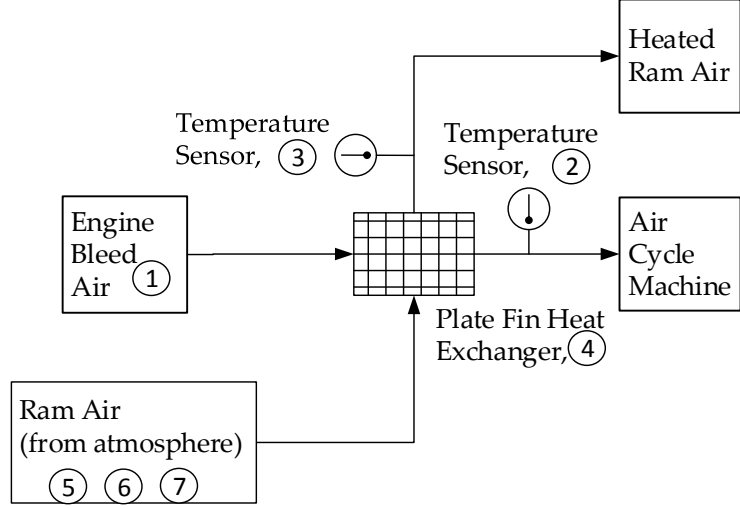 Heated
Ram Air
Temperature
Sensor, 3
Temperature
Sensor, 2
Engine
Bleed
Air 1
Air
Cycle
Machine
Plate Fin Heat
Exchanger, 4
Ram Air
(from atmosphere)
5 6 7